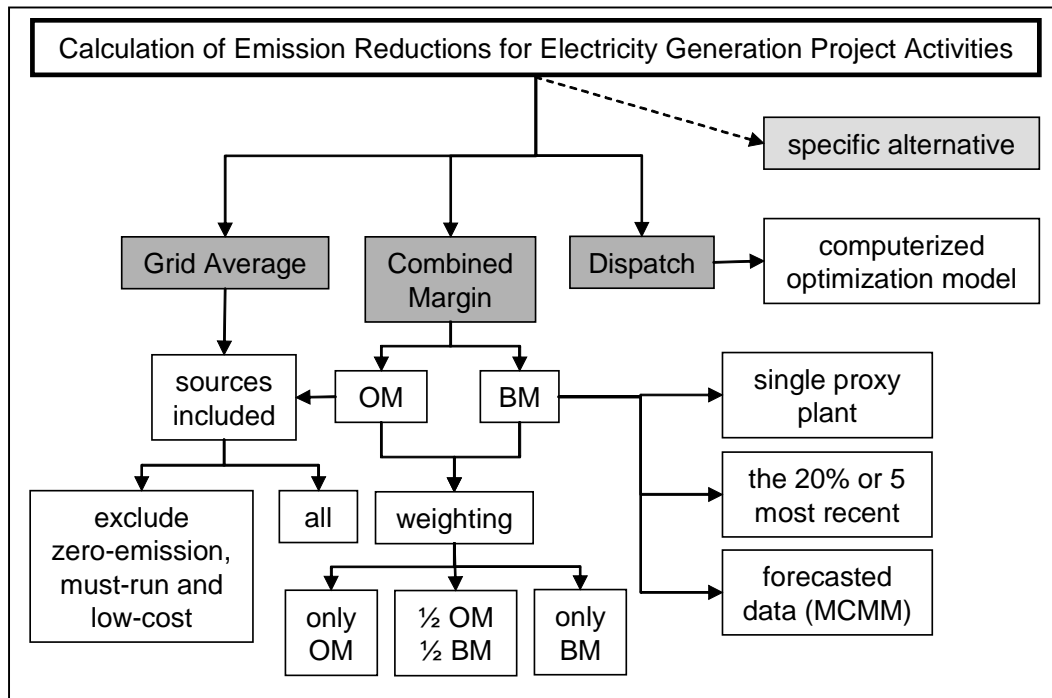 Calculation of Emission Reductions for Electricity Generation Project Activities
specific alternative
Grid Average
Combined
Margin
Dispatch
computerized
optimization model
sources
included
OM
BM
single proxy
plant
exclude
zero-emission,
must-run and
low-cost
all
weighting
the 20% or 5
most recent
only
OM
½ OM
½ BM
only
BM
forecasted
data (MCMM)